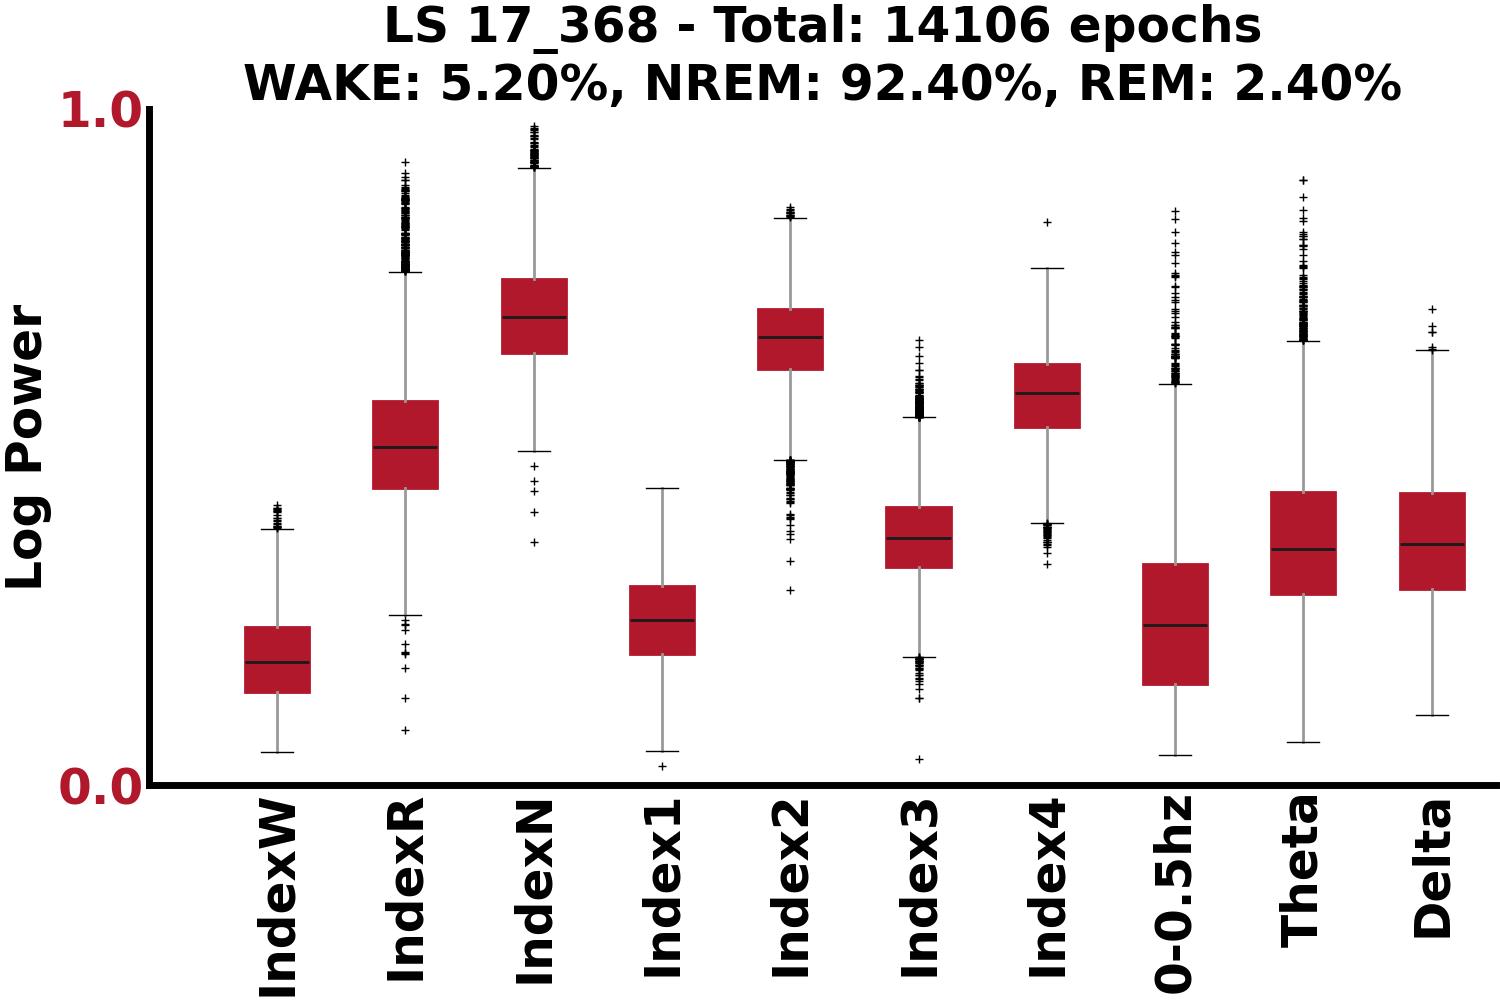 LS 17_368 - Total: 14106 epochs
WAKE: 5.20%, NREM: 92.40%, REM: 2.40%
1.0
Log Power
0.0
IndexW
IndexR
IndexN
Index1
Index2
Index3
Index4
0-0.5hz
Theta
Delta